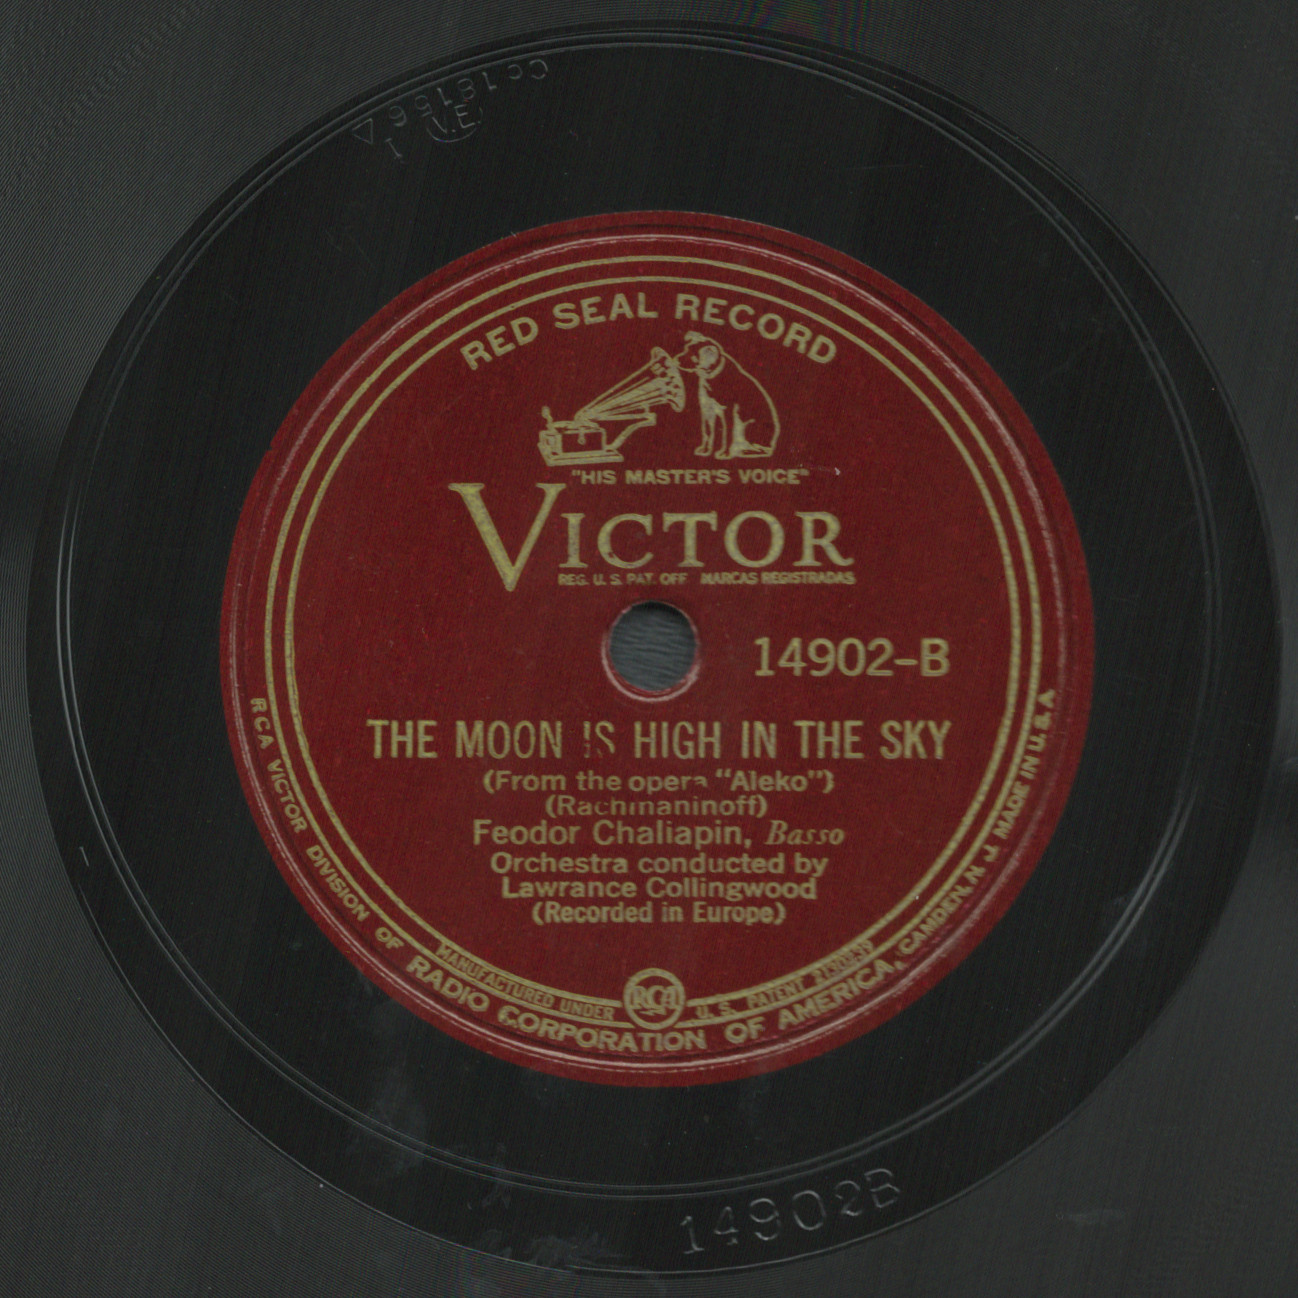 RED SEAL RECORD
"HIS MASTER'S VOICE"
VICTOR
REG. U. S. PAT. OFF. MARCAS REGISTRADAS
14902-B
THE MOON IS HIGH IN THE SKY
(From the opera "Aleko")
(Rachmaninoff)
Feodor Chaliapin, Basso
Orchestra conducted by
Lawrance Collingwood
(Recorded in Europe)
MANUFACTURED UNDER RCA U. S. PATENT 2130239
RCA VICTOR DIVISION OF RADIO CORPORATION OF AMERICA, CAMDEN, N. J. MADE IN U. S. A.
14902B
Cc18156
I V.E.